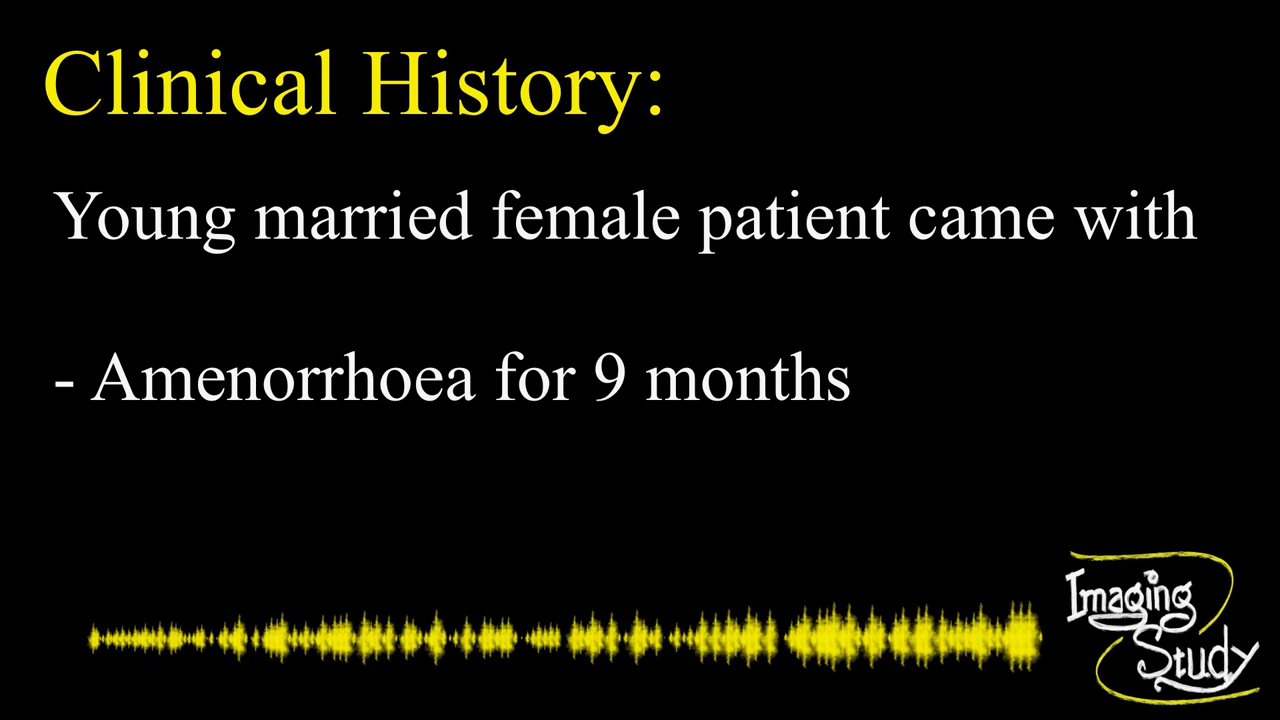 Clinical History:
Young married female patient came with
- Amenorrhoea for 9 months
Imaging
Study